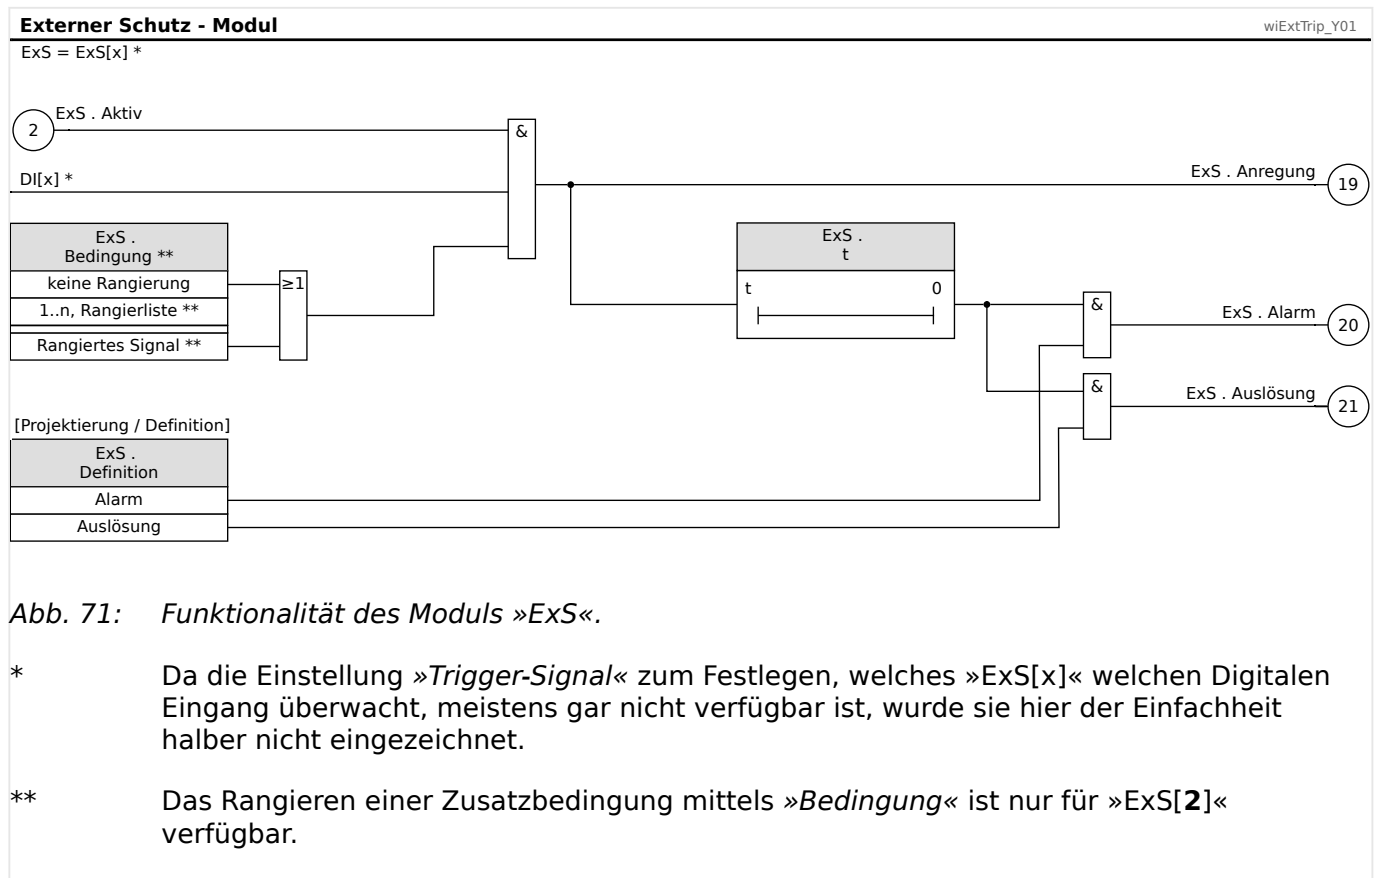 Externer Schutz - Modul
wiExtTrip_Y01
ExS = ExS[x] *
ExS . Aktiv
2
&
DI[x] *
ExS . Anregung
19
ExS .
Bedingung **
keine Rangierung
1..n, Rangierliste **
Rangiertes Signal **
≥1
ExS .
t
t 0
&
ExS . Alarm
20
&
ExS . Auslösung
21
[Projektierung / Definition]
ExS .
Definition
Alarm
Auslösung
Abb. 71: Funktionalität des Moduls »ExS«.
* Da die Einstellung »Trigger-Signal« zum Festlegen, welches »ExS[x]« welchen Digitalen
Eingang überwacht, meistens gar nicht verfügbar ist, wurde sie hier der Einfachheit
halber nicht eingezeichnet.
** Das Rangieren einer Zusatzbedingung mittels »Bedingung« ist nur für »ExS[2]«
verfügbar.